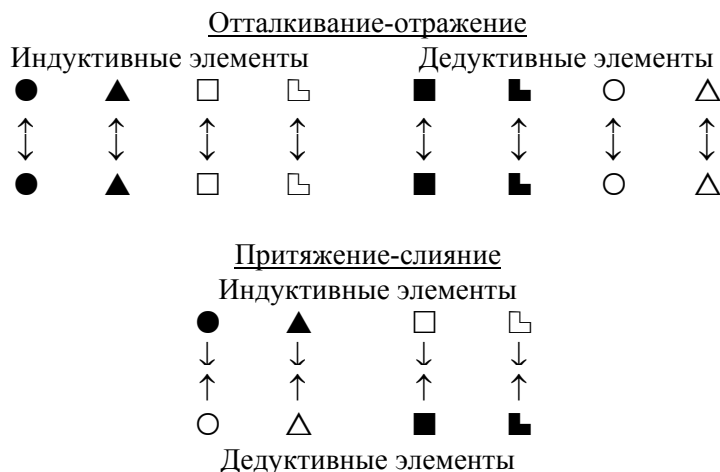 Отталкивание-отражение
Индуктивные элементы Дедуктивные элементы
Притяжение-слияние
Индуктивные элементы
Дедуктивные элементы